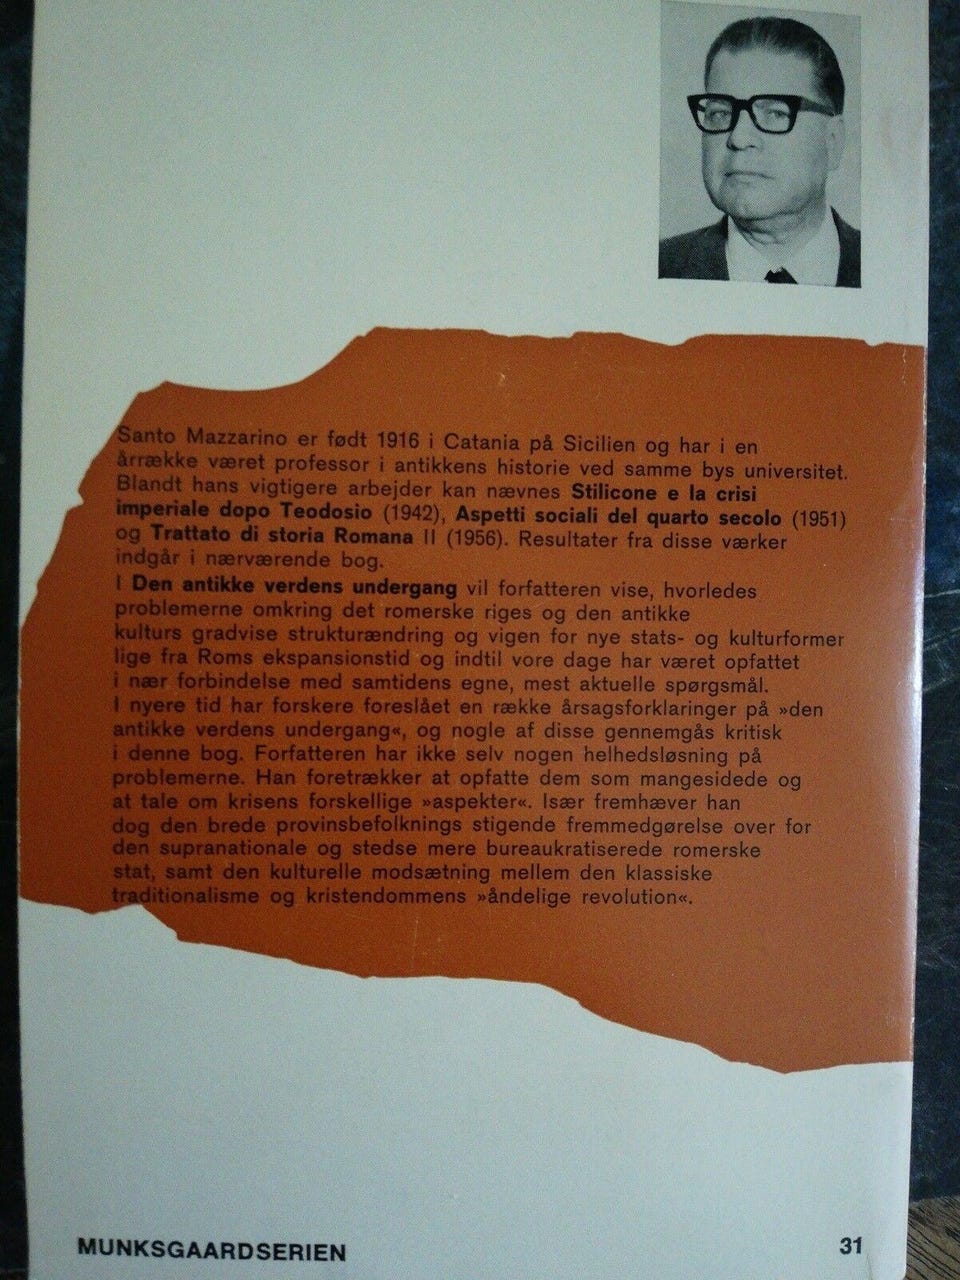 Santo Mazzarino er født 1916 i Catania på Sicilien og har i en
årrække været professor i antikkens historie ved samme bys universitet.
Blandt hans vigtigere arbejder kan nævnes Stilicone e la crisi
imperiale dopo Teodosio (1942), Aspetti sociali del quarto secolo (1951)
og Trattato di storia Romana II (1956). Resultater fra disse værker
indgår i nærværende bog.
I Den antikke verdens undergang vil forfatteren vise, hvorledes
problemerne omkring det romerske riges og den antikke
kulturs gradvise strukturændring og vigen for nye stats- og kulturformer
lige fra Roms ekspansionstid og indtil vore dage har været opfattet
i nær forbindelse med samtidens egne, mest aktuelle spørgsmål.
I nyere tid har forskere foreslået en række årsagsforklaringer på »den
antikke verdens undergang«, og nogle af disse gennemgås kritisk
i denne bog. Forfatteren har ikke selv nogen helhedsløsning på
problemerne. Han foretrækker at opfatte dem som mangesidede og
at tale om krisens forskellige »aspekter«. Især fremhæver han
dog den brede provinsbefolknings stigende fremmedgørelse over for
den supranationale og stedse mere bureaukratiserede romerske
stat, samt den kulturelle modsætning mellem den klassiske
traditionalisme og kristendommens »åndelige revolution«.
MUNKSGAARDSERIEN 31